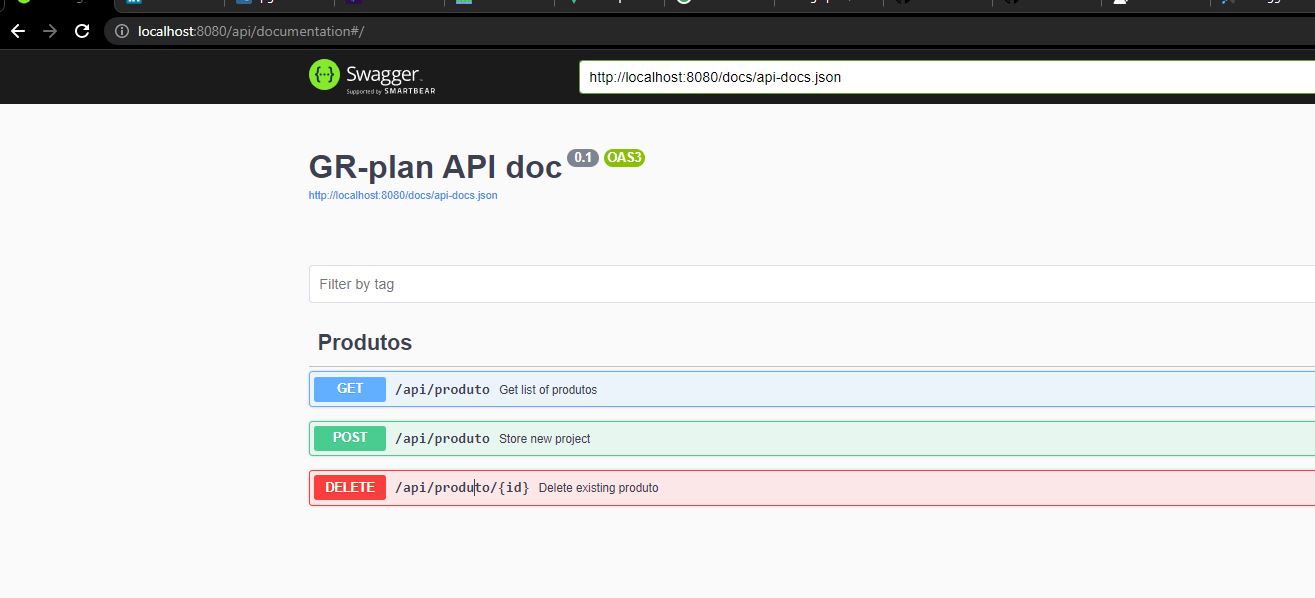 localhost:8080/api/documentation#/
Swagger
Supported by SMARTBEAR
http://localhost:8080/docs/api-docs.json
GR-plan API doc 0.1 OAS3
http://localhost:8080/docs/api-docs.json
Filter by tag
Produtos
GET /api/produto Get list of produtos
POST /api/produto Store new project
DELETE /api/produto/{id} Delete existing produto